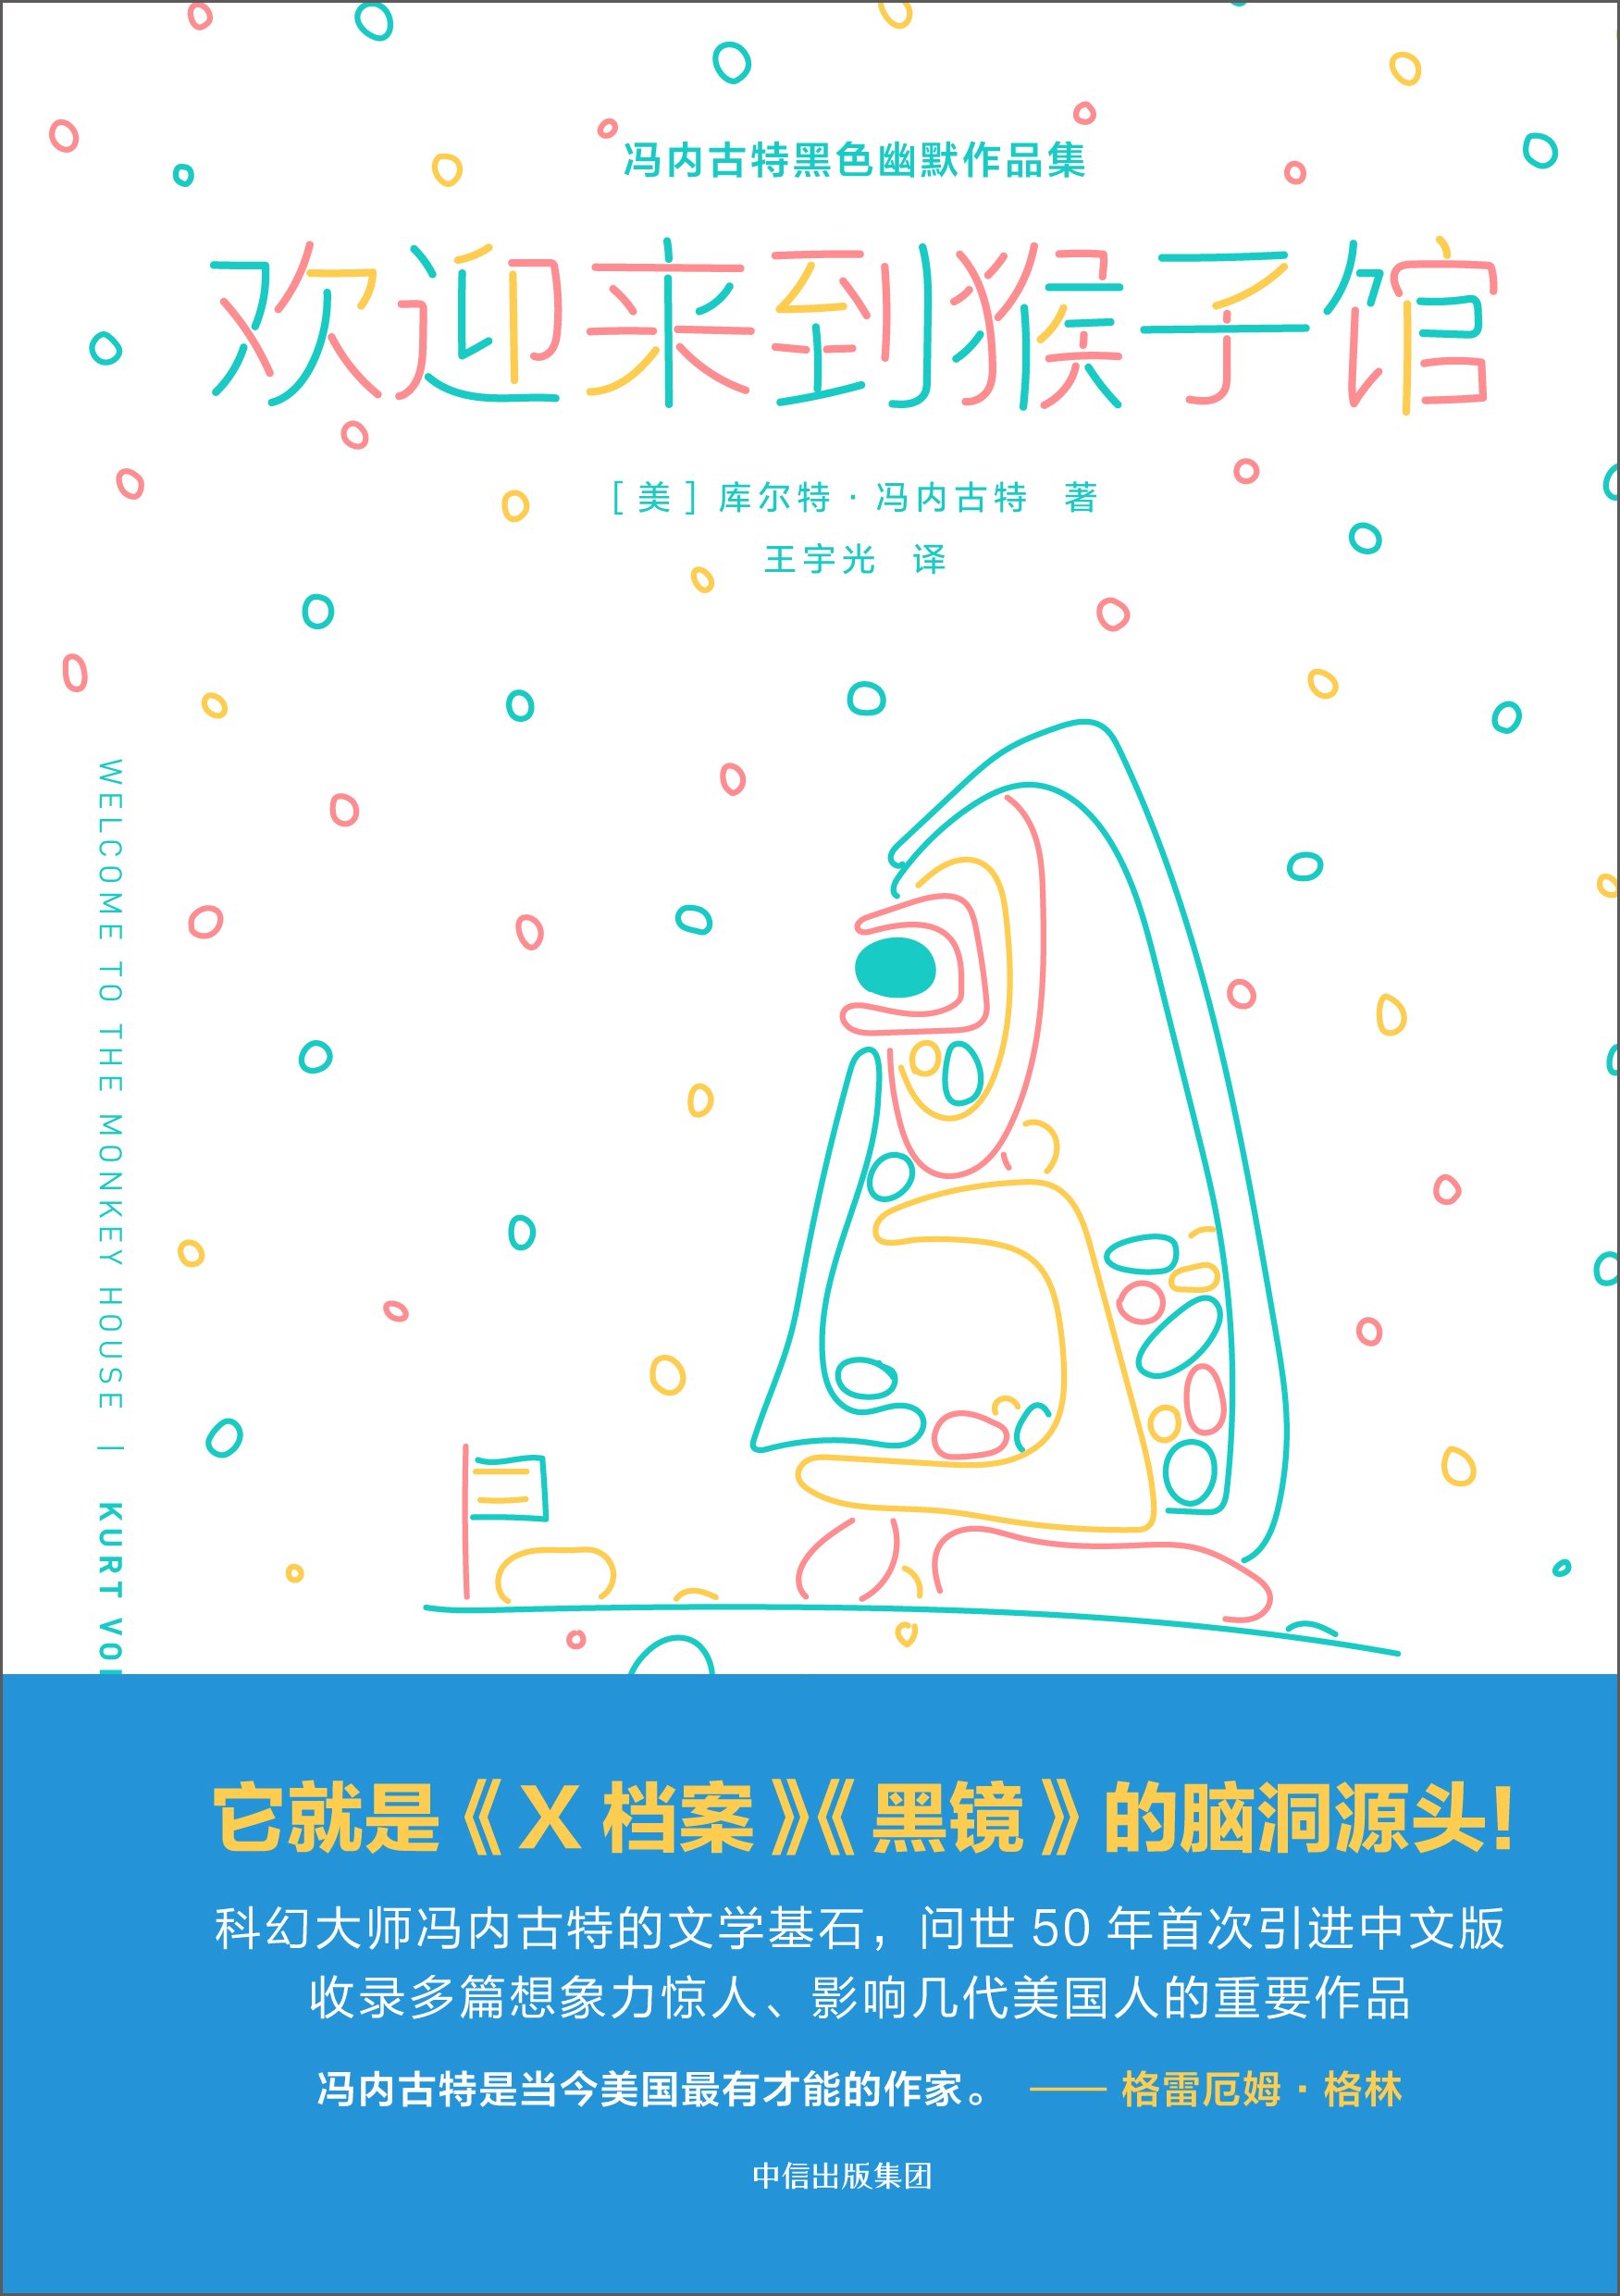 冯内古特黑色幽默作品集
欢迎来到猴子馆
[美]库尔特·冯内古特 著
王宇光 译
WELCOME TO THE MONKEY HOUSE | KURT
它就是《X档案》《黑镜》的脑洞源头!
科幻大师冯内古特的文学基石，问世50年首次引进中文版
收录多篇想象力惊人、影响几代美国人的重要作品
冯内古特是当今美国最有才能的作家。 ——格雷厄姆·格林
中信出版集团